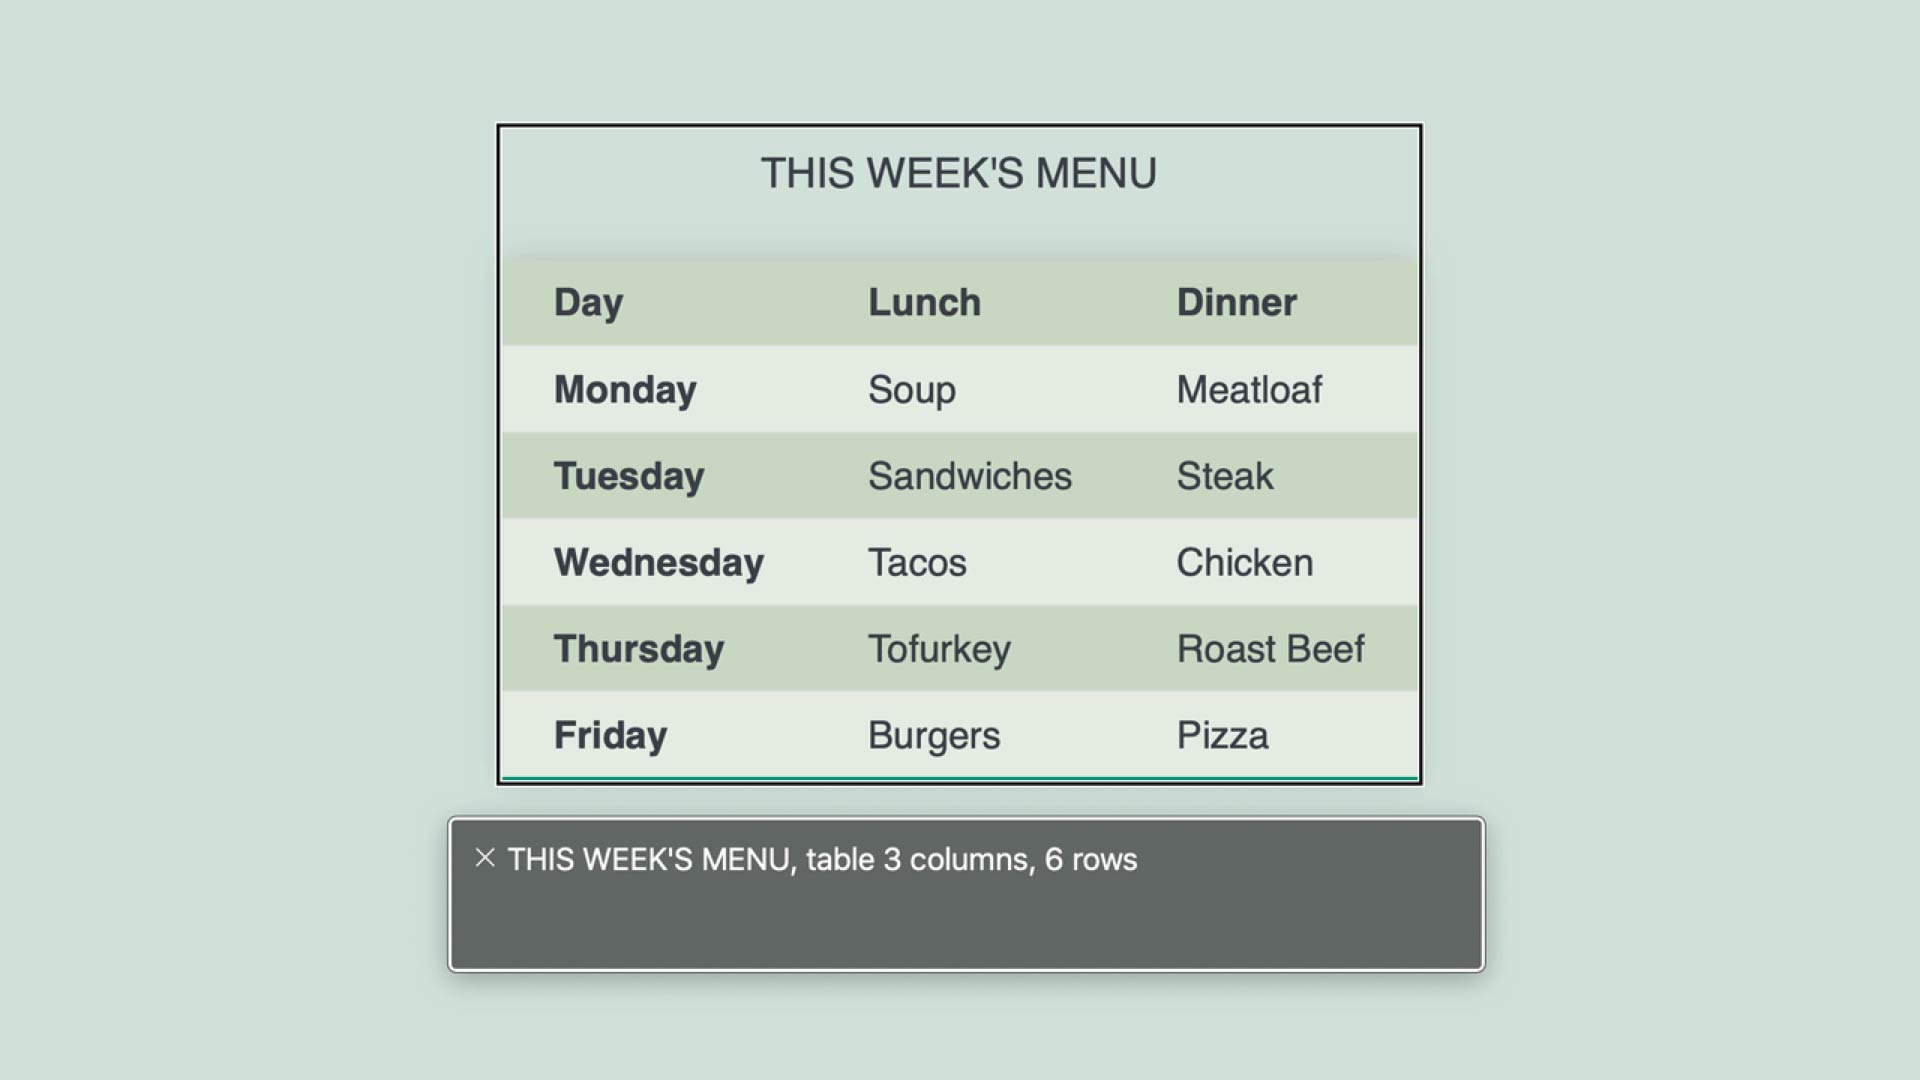 THIS WEEK'S MENU
Day Lunch Dinner
Monday Soup Meatloaf
Tuesday Sandwiches Steak
Wednesday Tacos Chicken
Thursday Tofurkey Roast Beef
Friday Burgers Pizza
THIS WEEK'S MENU, table 3 columns, 6 rows